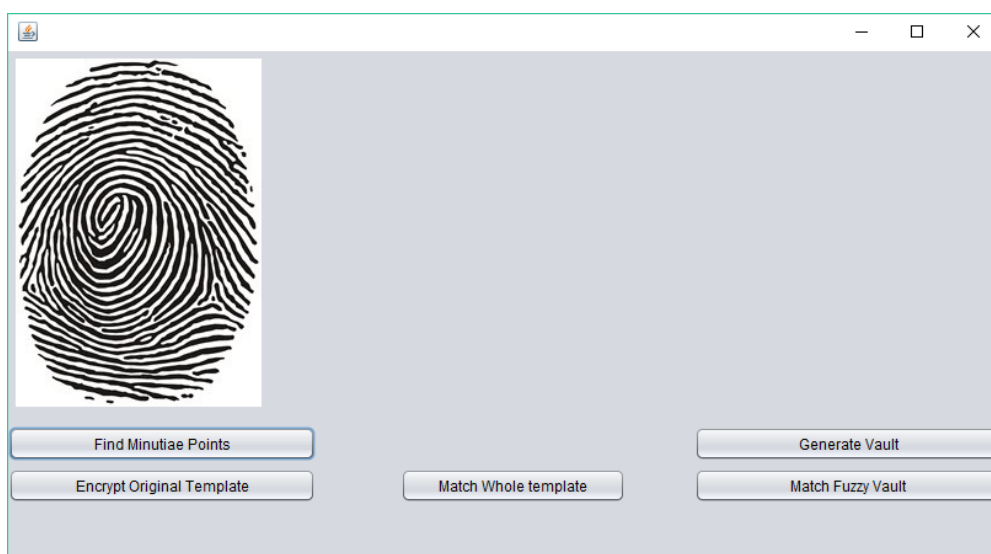 Find Minutiae Points
Generate Vault
Encrypt Original Template
Match Whole template
Match Fuzzy Vault